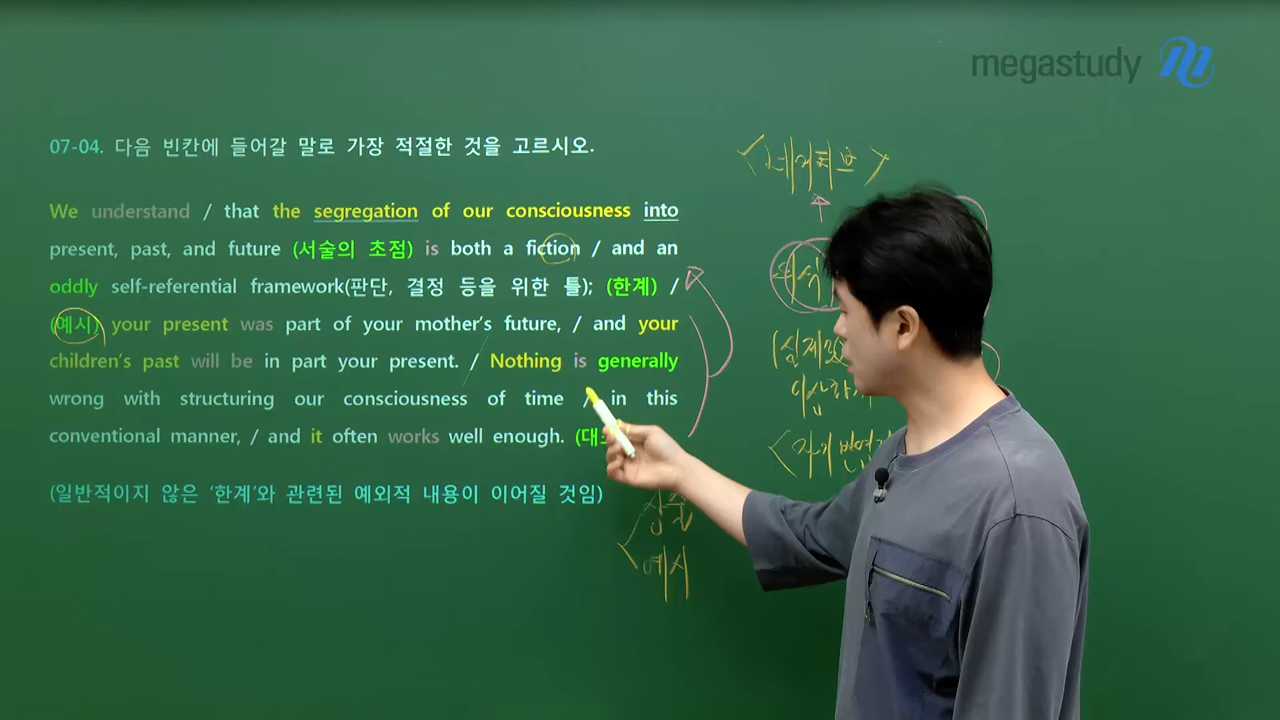 megastudy
07-04. 다음 빈칸에 들어갈 말로 가장 적절한 것을 고르시오.
We understand / that the segregation of our consciousness into
present, past, and future (서술의 초점) is both a fiction / and an
oddly self-referential framework(판단, 결정 등을 위한 틀); (한계) /
(예시) your present was part of your mother's future, / and your
children's past will be in part your present. / Nothing is generally
wrong with structuring our consciousness of time / in this
conventional manner, / and it often works well enough. (대
(일반적이지 않은 '한계'와 관련된 예외적 내용이 이어질 것임)
예시